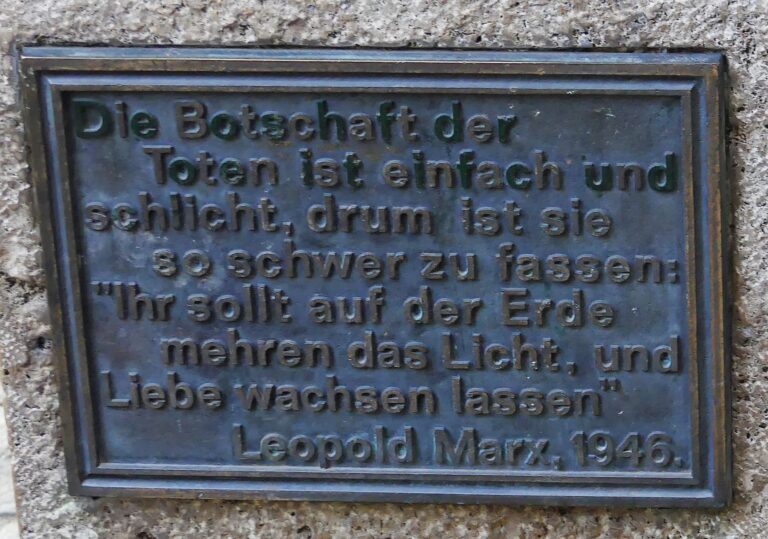 Die Botschaft der
Toten ist einfach und
schlicht, drum ist sie
so schwer zu fassen:
"Ihr sollt auf der Erde
mehren das Licht, und
Liebe wachsen lassen"
Leopold Marx, 1946.